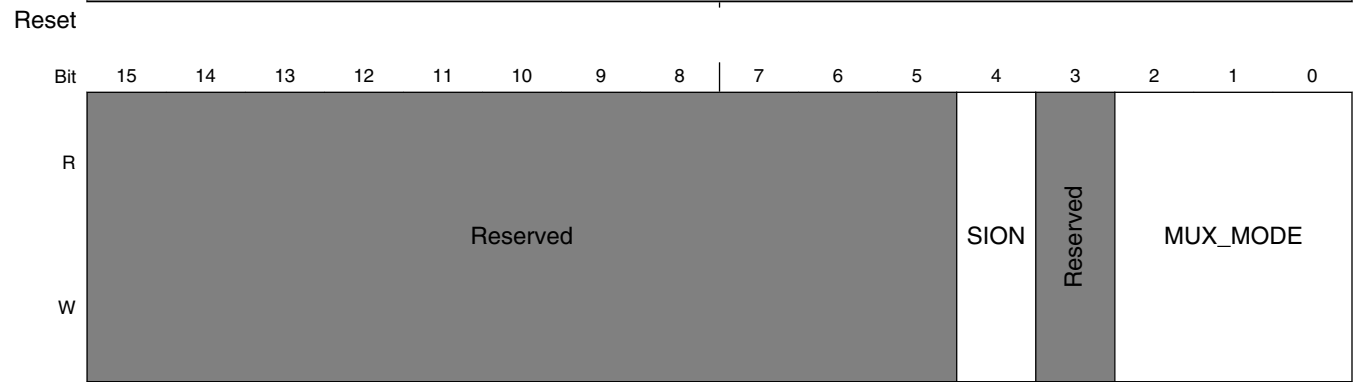 Reset
Bit 15 14 13 12 11 10 9 8 7 6 5 4 3 2 1 0
R
Reserved SION Reserved MUX_MODE
W